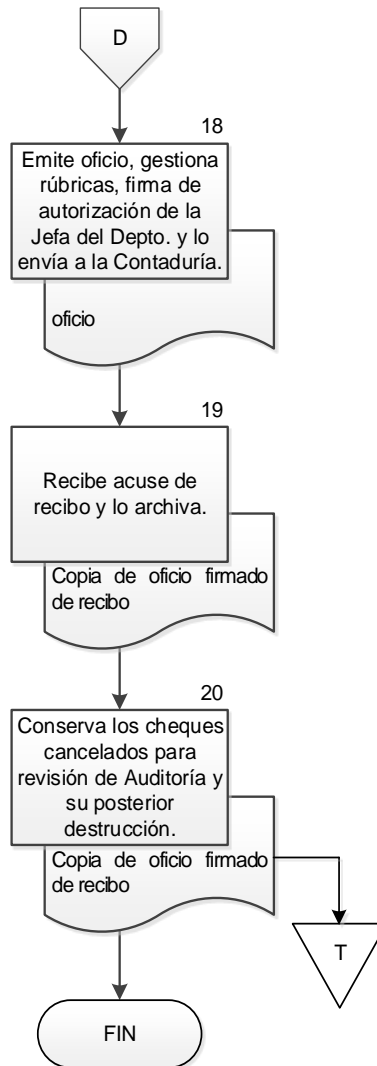 D
18
Emite oficio, gestiona
rúbricas, firma de
autorización de la
Jefa del Depto. y lo
envía a la Contaduría.
oficio
19
Recibe acuse de
recibo y lo archiva.
Copia de oficio firmado
de recibo
20
Conserva los cheques
cancelados para
revisión de Auditoría y
su posterior
destrucción.
Copia de oficio firmado
de recibo
T
FIN